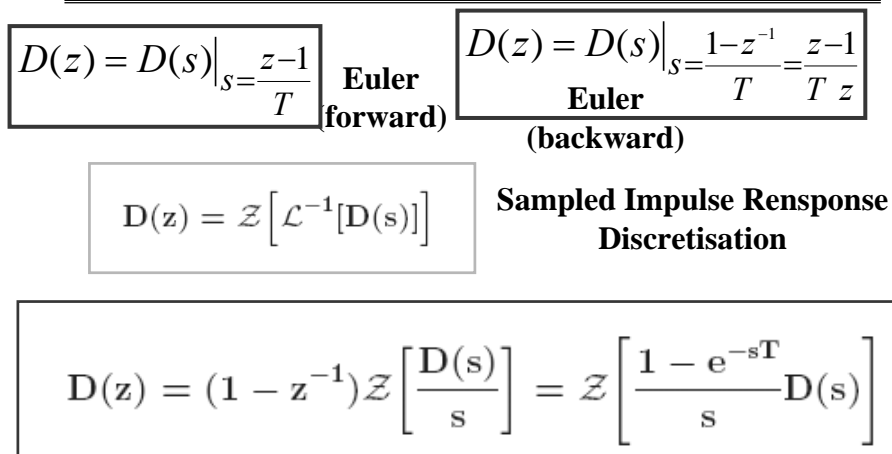 D(z) = D(s)|_{s=\frac{z-1}{T}} Euler (forward)
D(z) = D(s)|_{s=\frac{1-z^{-1}}{T}=\frac{z-1}{T z}} Euler (backward)
D(z) = \mathcal{Z}[\mathcal{L}^{-1}[D(s)]]
Sampled Impulse Rensponse
Discretisation
D(z) = (1 − z^{-1})\mathcal{Z}[\frac{D(s)}{s}] = \mathcal{Z}[\frac{1 − e^{-sT}}{s}D(s)]